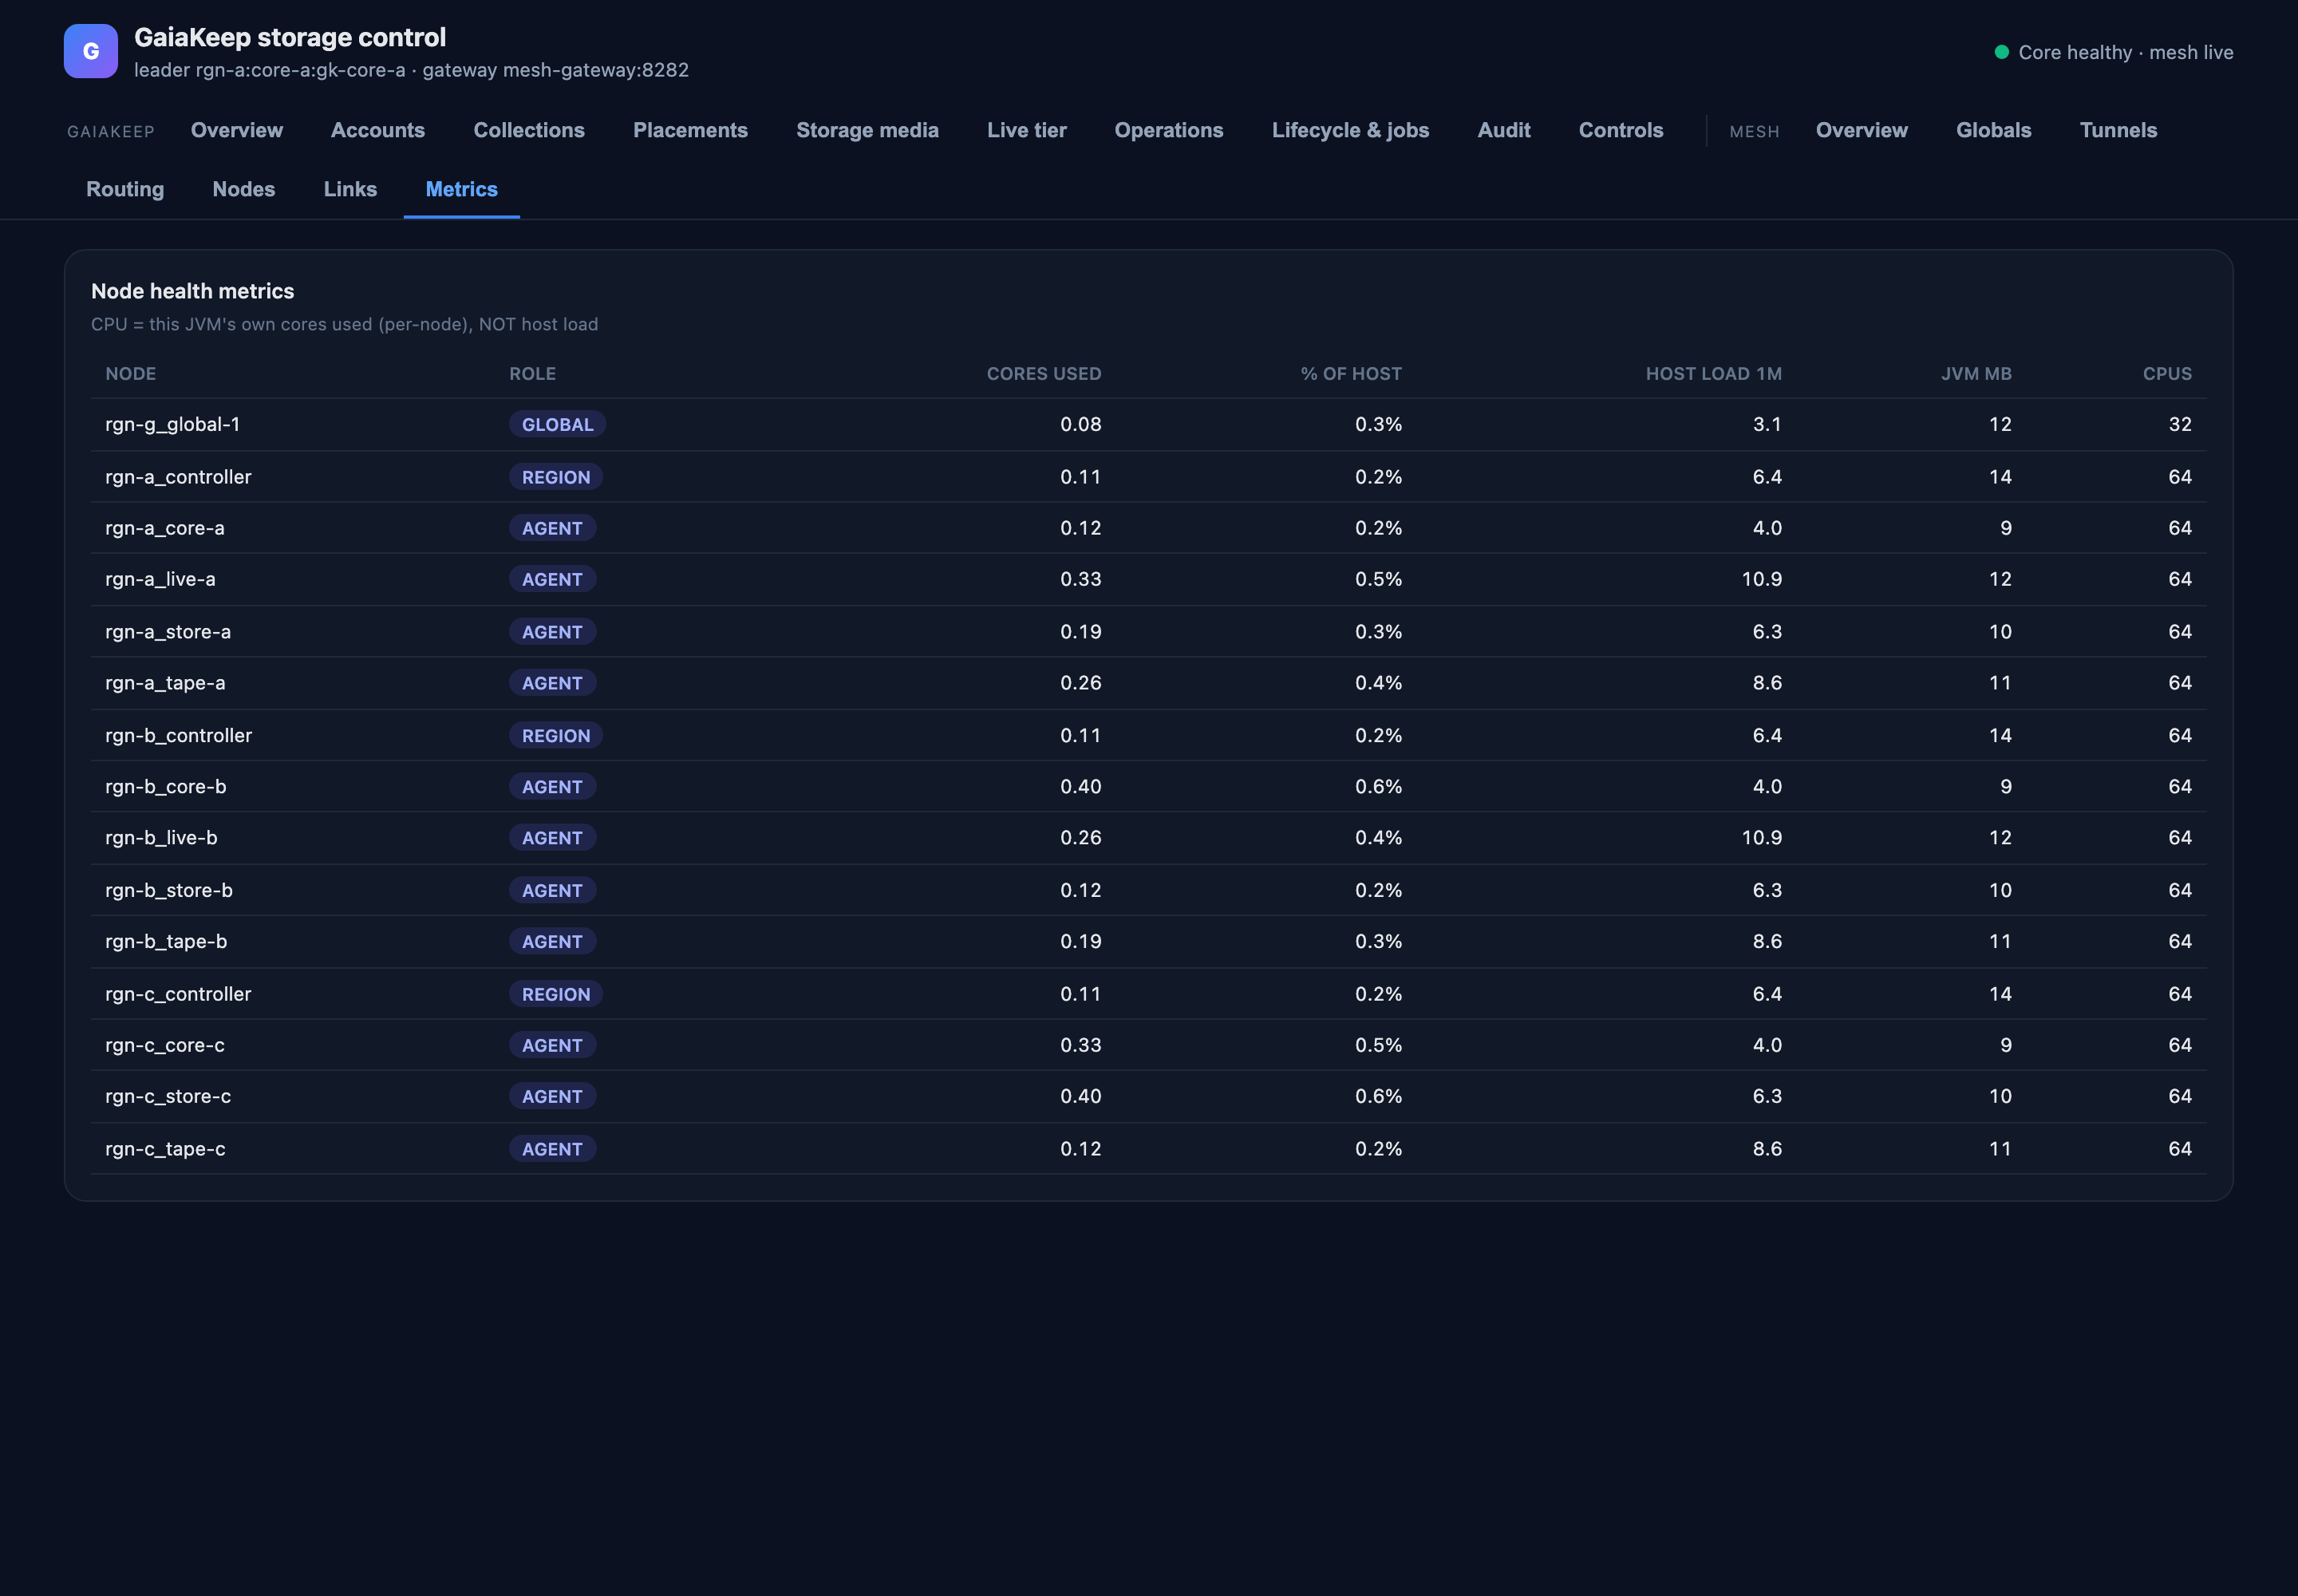 G
GaiaKeep storage control
leader rgn-a:core-a:gk-core-a · gateway mesh-gateway:8282
Core healthy · mesh live
GAIAKEEP Overview Accounts Collections Placements Storage media Live tier Operations Lifecycle & jobs Audit Controls MESH Overview Globals Tunnels
Routing Nodes Links Metrics
Node health metrics
CPU = this JVM's own cores used (per-node), NOT host load
NODE ROLE CORES USED % OF HOST HOST LOAD 1M JVM MB CPUS
rgn-g_global-1 GLOBAL 0.08 0.3% 3.1 12 32
rgn-a_controller REGION 0.11 0.2% 6.4 14 64
rgn-a_core-a AGENT 0.12 0.2% 4.0 9 64
rgn-a_live-a AGENT 0.33 0.5% 10.9 12 64
rgn-a_store-a AGENT 0.19 0.3% 6.3 10 64
rgn-a_tape-a AGENT 0.26 0.4% 8.6 11 64
rgn-b_controller REGION 0.11 0.2% 6.4 14 64
rgn-b_core-b AGENT 0.40 0.6% 4.0 9 64
rgn-b_live-b AGENT 0.26 0.4% 10.9 12 64
rgn-b_store-b AGENT 0.12 0.2% 6.3 10 64
rgn-b_tape-b AGENT 0.19 0.3% 8.6 11 64
rgn-c_controller REGION 0.11 0.2% 6.4 14 64
rgn-c_core-c AGENT 0.33 0.5% 4.0 9 64
rgn-c_store-c AGENT 0.40 0.6% 6.3 10 64
rgn-c_tape-c AGENT 0.12 0.2% 8.6 11 64